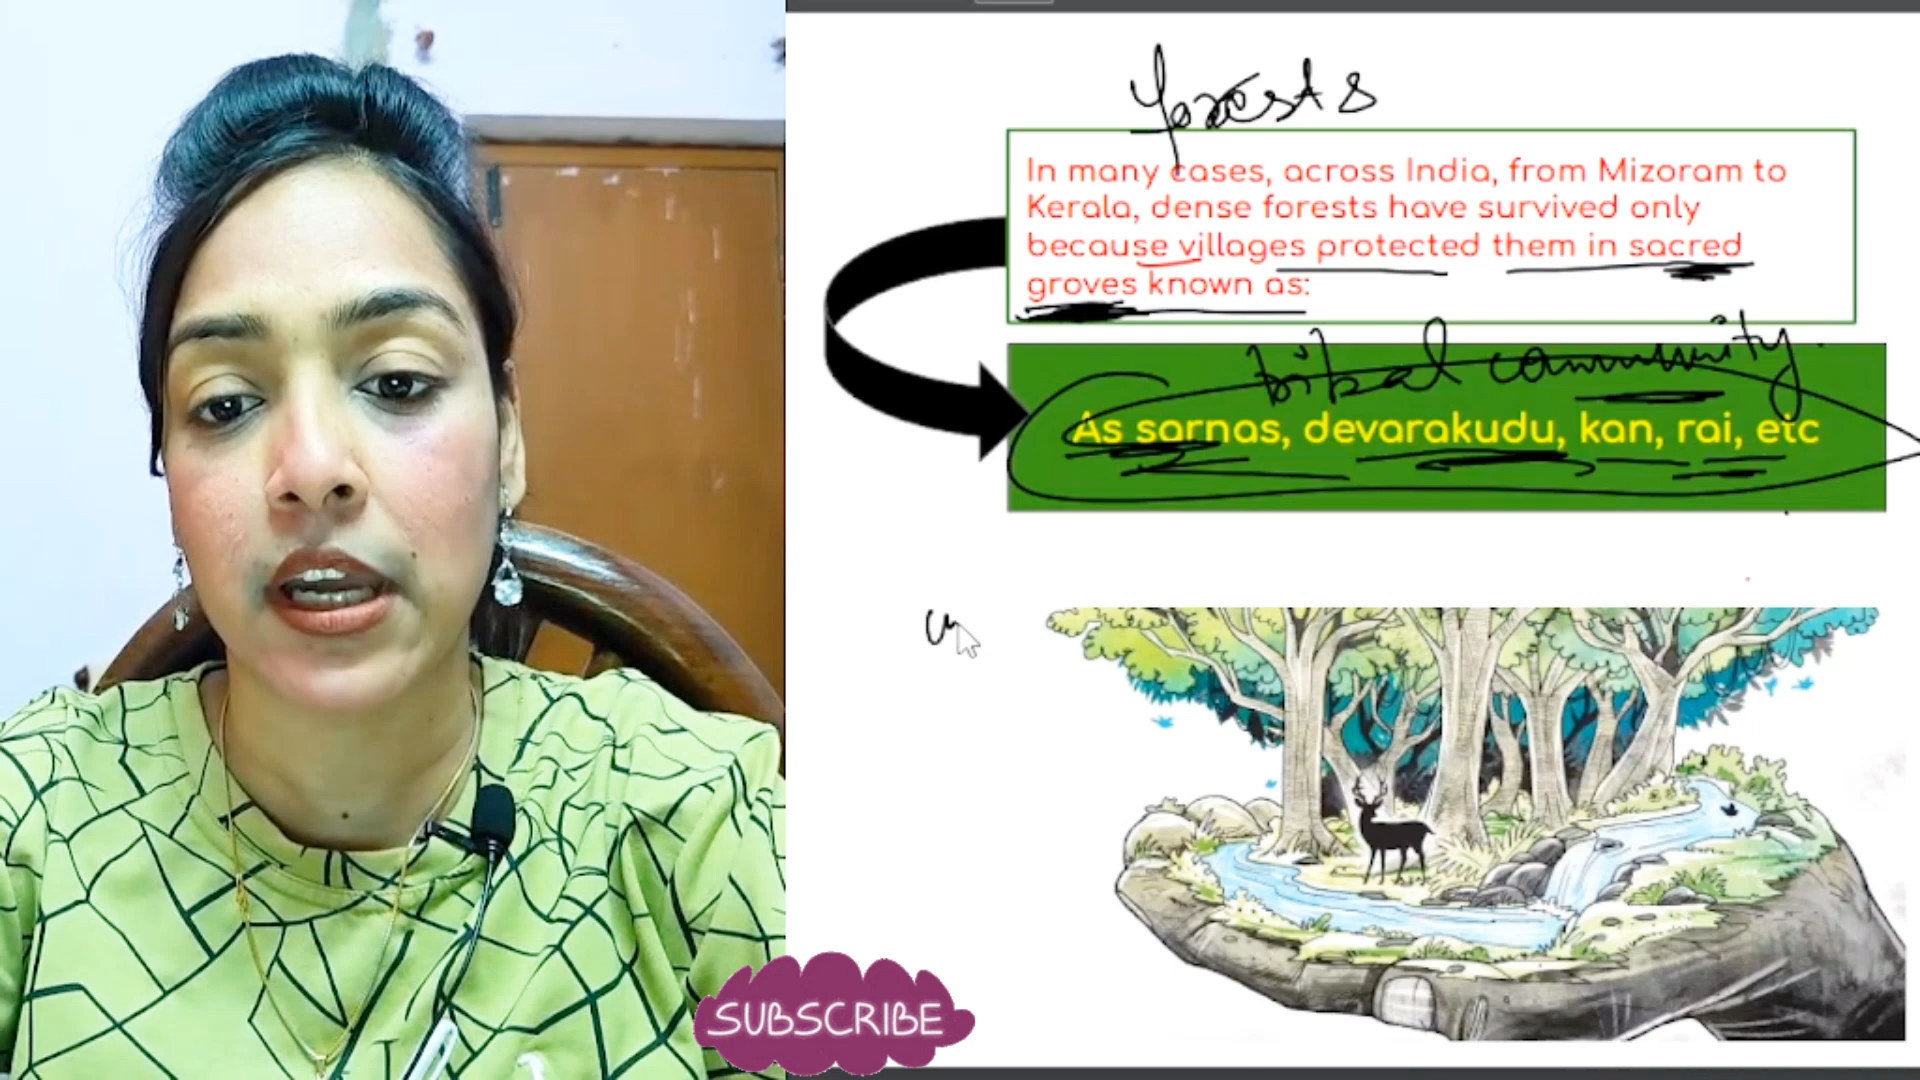 forests
In many cases, across India, from Mizoram to
Kerala, dense forests have survived only
because villages protected them in sacred
groves known as:
tribal community.
As sarnas, devarakudu, kan, rai, etc
SUBSCRIBE